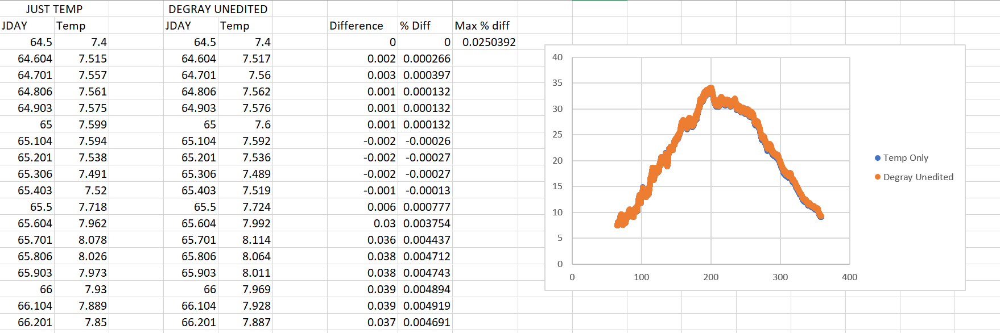 JUST TEMP DEGRAY UNEDITED
JDAY Temp JDAY Temp Difference % Diff Max % diff
64.5 7.4 64.5 7.4 0 0 0.0250392
64.604 7.515 64.604 7.517 0.002 0.000266
64.701 7.557 64.701 7.56 0.003 0.000397
64.806 7.561 64.806 7.562 0.001 0.000132
64.903 7.575 64.903 7.576 0.001 0.000132
65 7.599 65 7.6 0.001 0.000132
65.104 7.594 65.104 7.592 -0.002 -0.00026
65.201 7.538 65.201 7.536 -0.002 -0.00027
65.306 7.491 65.306 7.489 -0.002 -0.00027
65.403 7.52 65.403 7.519 -0.001 -0.00013
65.5 7.718 65.5 7.724 0.006 0.000777
65.604 7.962 65.604 7.992 0.03 0.003754
65.701 8.078 65.701 8.114 0.036 0.004437
65.806 8.026 65.806 8.064 0.038 0.004712
65.903 7.973 65.903 8.011 0.038 0.004743
66 7.93 66 7.969 0.039 0.004894
66.104 7.889 66.104 7.928 0.039 0.004919
66.201 7.85 66.201 7.887 0.037 0.004691
40
35
30
25
20
15
10
5
0
0 100 200 300 400
Temp Only
Degray Unedited